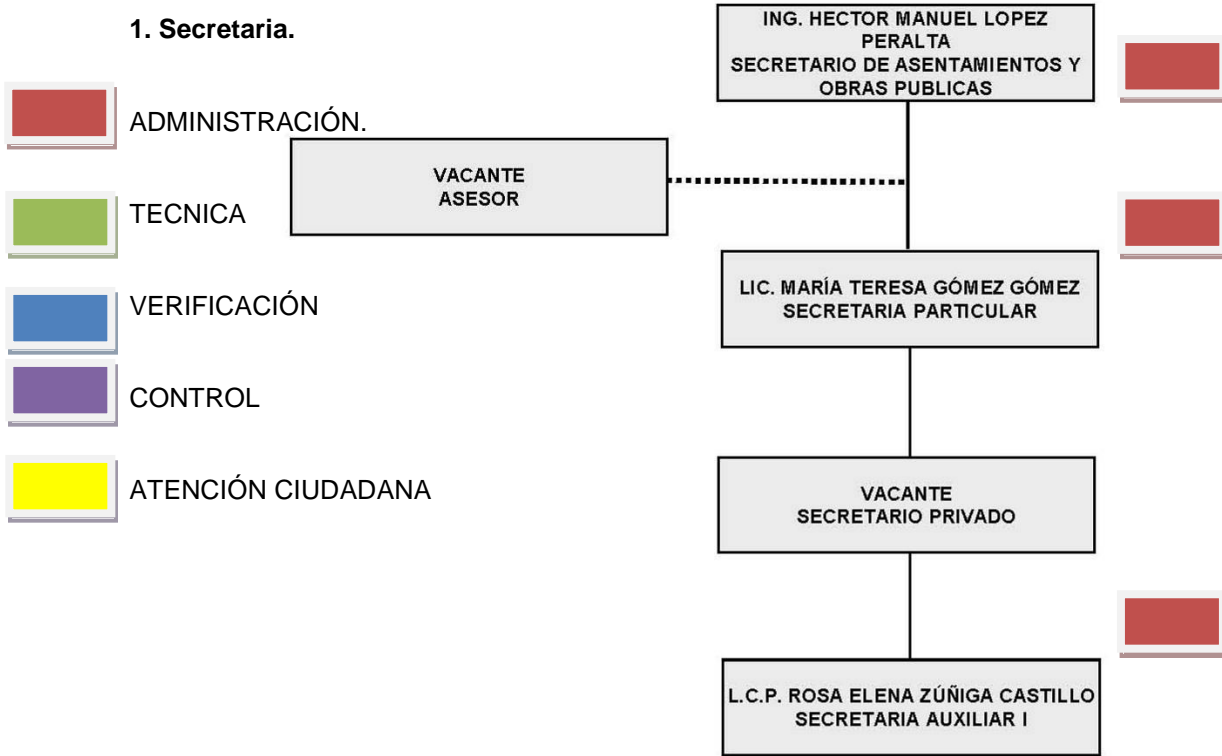 1. Secretaria.
ADMINISTRACIÓN.
TECNICA
VERIFICACIÓN
CONTROL
ATENCIÓN CIUDADANA
ING. HECTOR MANUEL LOPEZ
PERALTA
SECRETARIO DE ASENTAMIENTOS Y
OBRAS PUBLICAS
VACANTE
ASESOR
LIC. MARÍA TERESA GÓMEZ GÓMEZ
SECRETARIA PARTICULAR
VACANTE
SECRETARIO PRIVADO
L.C.P. ROSA ELENA ZÚÑIGA CASTILLO
SECRETARIA AUXILIAR I